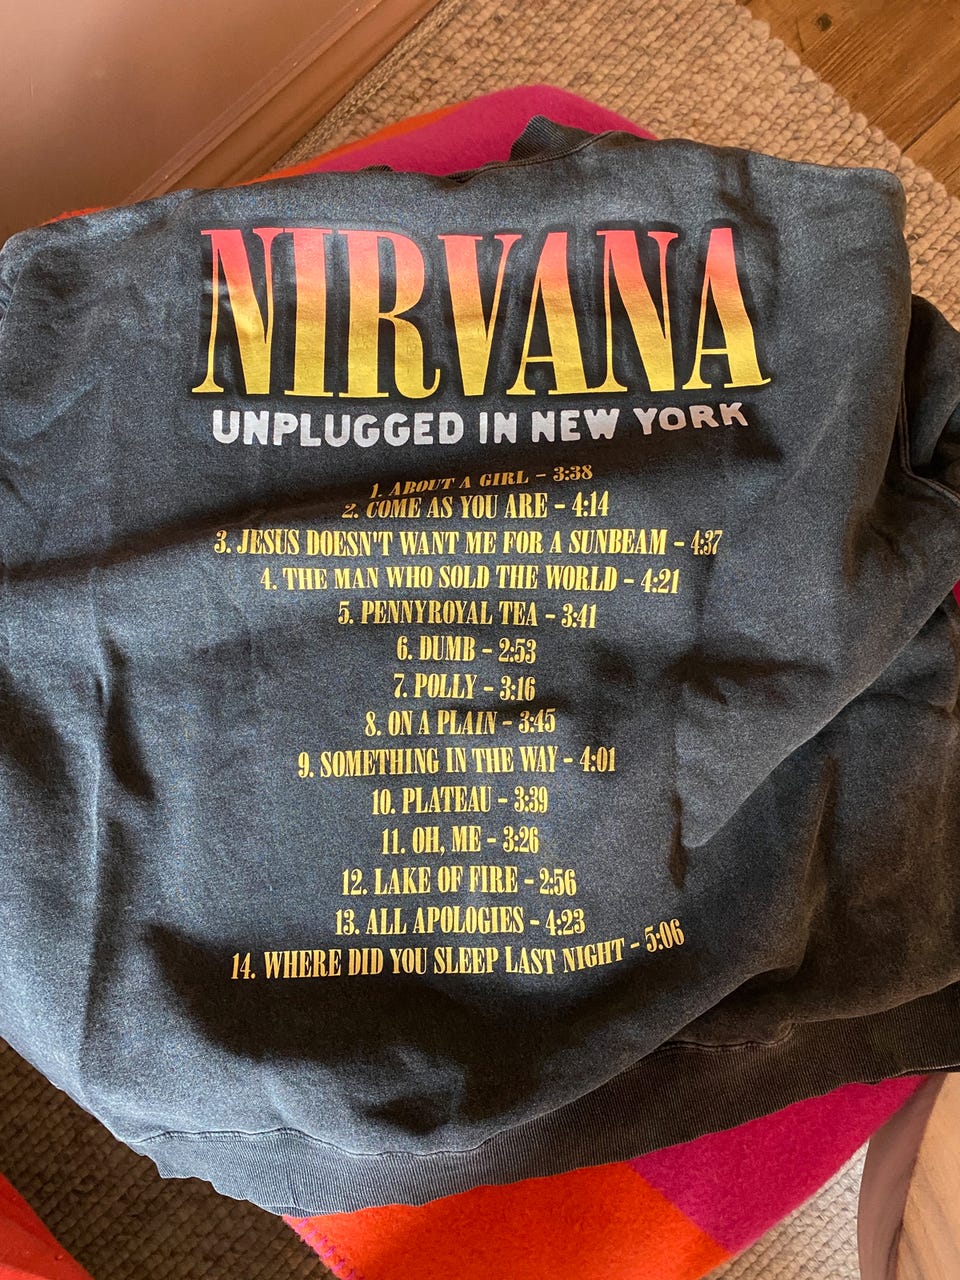 NIRVANA
UNPLUGGED IN NEW YORK
1. ABOUT A GIRL - 3:38
2. COME AS YOU ARE - 4:14
3. JESUS DOESN'T WANT ME FOR A SUNBEAM - 4:37
4. THE MAN WHO SOLD THE WORLD - 4:21
5. PENNYROYAL TEA - 3:41
6. DUMB - 2:53
7. POLLY - 3:16
8. ON A PLAIN - 3:45
9. SOMETHING IN THE WAY - 4:01
10. PLATEAU - 3:39
11. OH, ME - 3:26
12. LAKE OF FIRE - 2:56
13. ALL APOLOGIES - 4:23
14. WHERE DID YOU SLEEP LAST NIGHT - 5:06